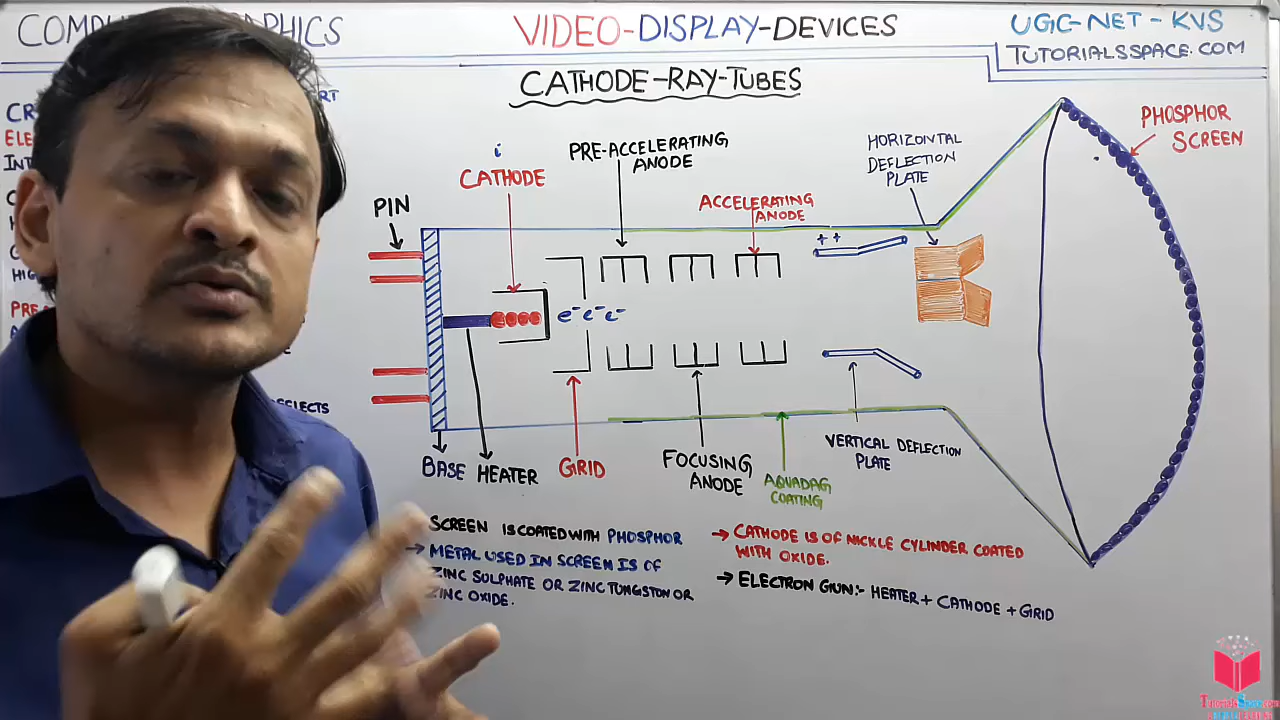 VIDEO-DISPLAY-DEVICES
UGC-NET-KVS
TUTORIALSSPACE.COM
CATHODE-RAY-TUBES
PIN
i
CATHODE
PRE-ACCELERATING
ANODE
ACCELERATING
ANODE
HORIZONTAL
DEFLECTION
PLATE
PHOSPHOR
SCREEN
++
e- e- e-
BASE
HEATER
GRID
FOCUSING
ANODE
AQUADAG
COATING
VERTICAL DEFLECTION
PLATE
SCREEN IS COATED WITH PHOSPHOR
→ METAL USED IN SCREEN IS OF
ZINC SULPHATE OR ZINC TUNGSTON OR
ZINC OXIDE.
→ CATHODE IS OF NICKLE CYLINDER COATED
WITH OXIDE.
→ ELECTRON GUN:- HEATER + CATHODE + GRID